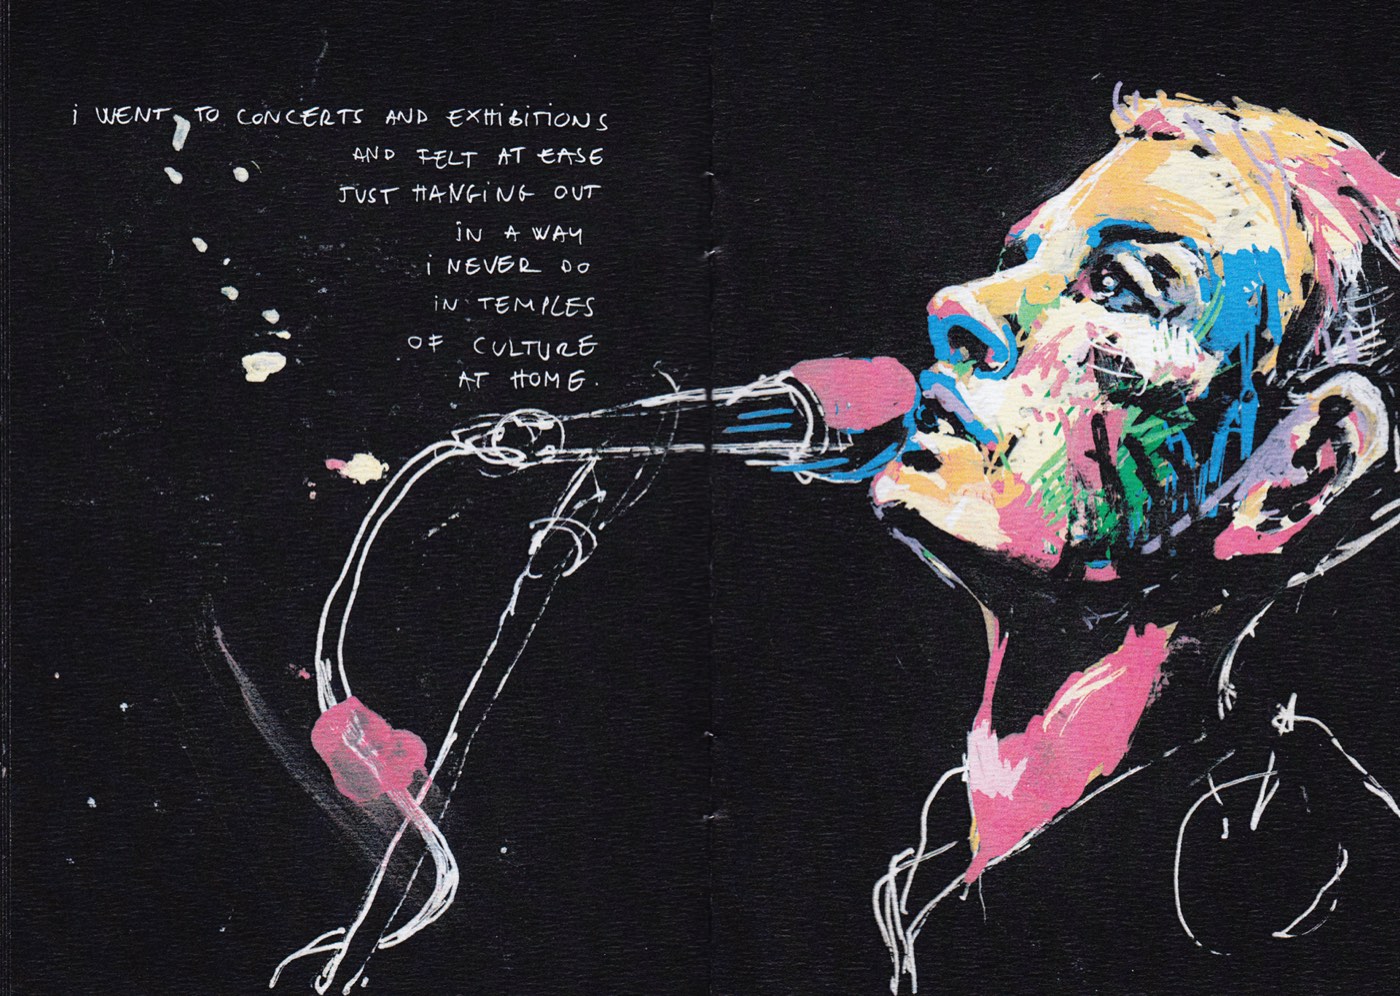 i WENT TO CONCERTS AND EXHIBITIONS
AND FELT AT EASE
JUST HANGING OUT
IN A WAY
i NEVER DO
IN TEMPLES
OF CULTURE
AT HOME.